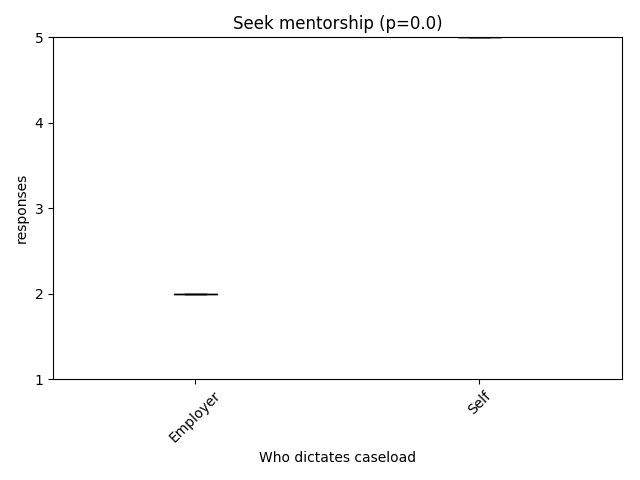 Seek mentorship (p=0.0)
5
4
3
2
1
responses
Employer
Self
Who dictates caseload